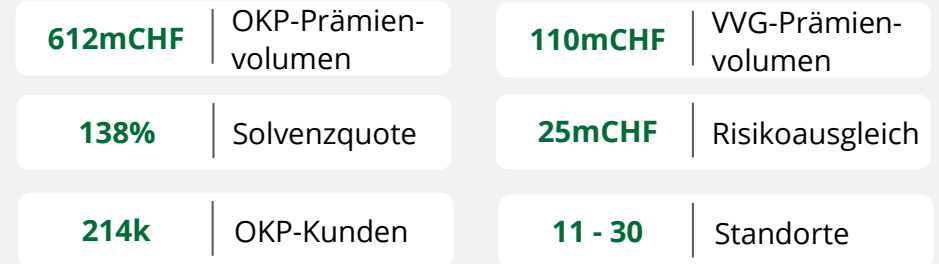 612mCHF
OKP-Prämien-
volumen
110mCHF
VVG-Prämien-
volumen
138%
Solvenzquote
25mCHF
Risikoausgleich
214k
OKP-Kunden
11 - 30
Standorte